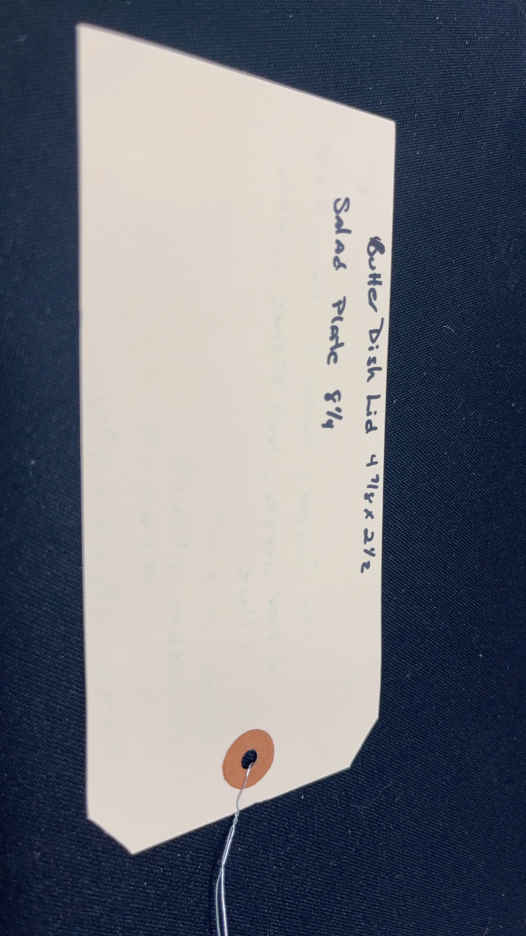 Butter Dish Lid 4 7/8 x 2 1/2
Salad Plate 8 1/4